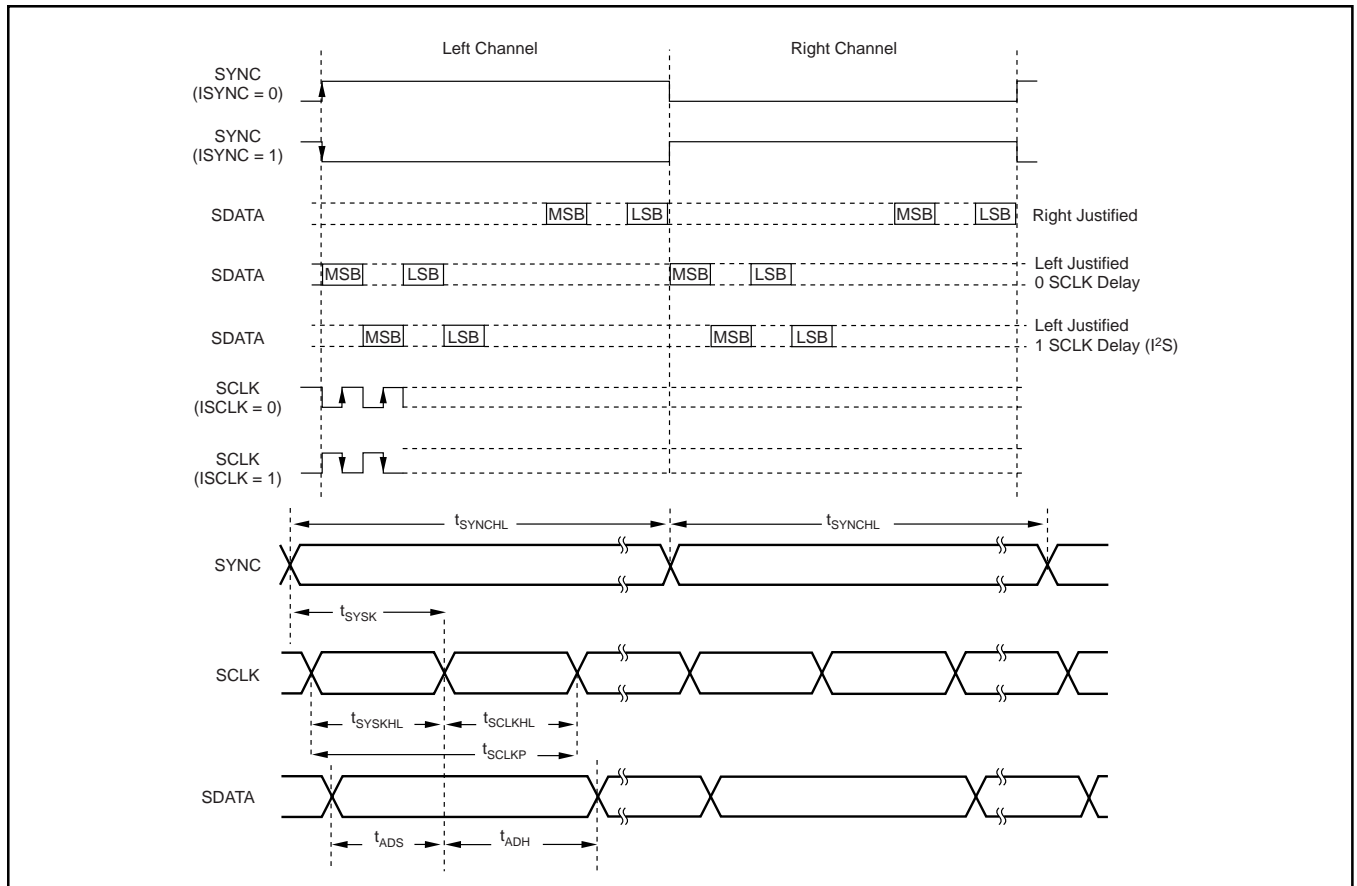 Left Channel Right Channel
SYNC
(ISYNC = 0)
SYNC
(ISYNC = 1)
SDATA MSB LSB MSB LSB Right Justified
SDATA MSB LSB MSB LSB Left Justified
0 SCLK Delay
SDATA MSB LSB MSB LSB Left Justified
1 SCLK Delay (I²S)
SCLK
(ISCLK = 0)
SCLK
(ISCLK = 1)
tSYNCHL tSYNCHL
SYNC
tSYSK
SCLK
tSYSKHL tSCLKHL
tSCLKP
SDATA
tADS tADH